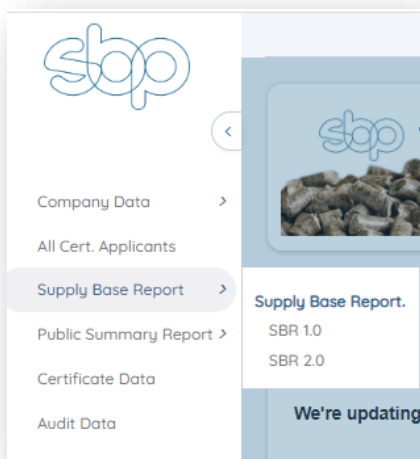 sbp
sbp
Company Data
All Cert. Applicants
Supply Base Report
Public Summary Report
Certificate Data
Audit Data
Supply Base Report.
SBR 1.0
SBR 2.0
We're updating